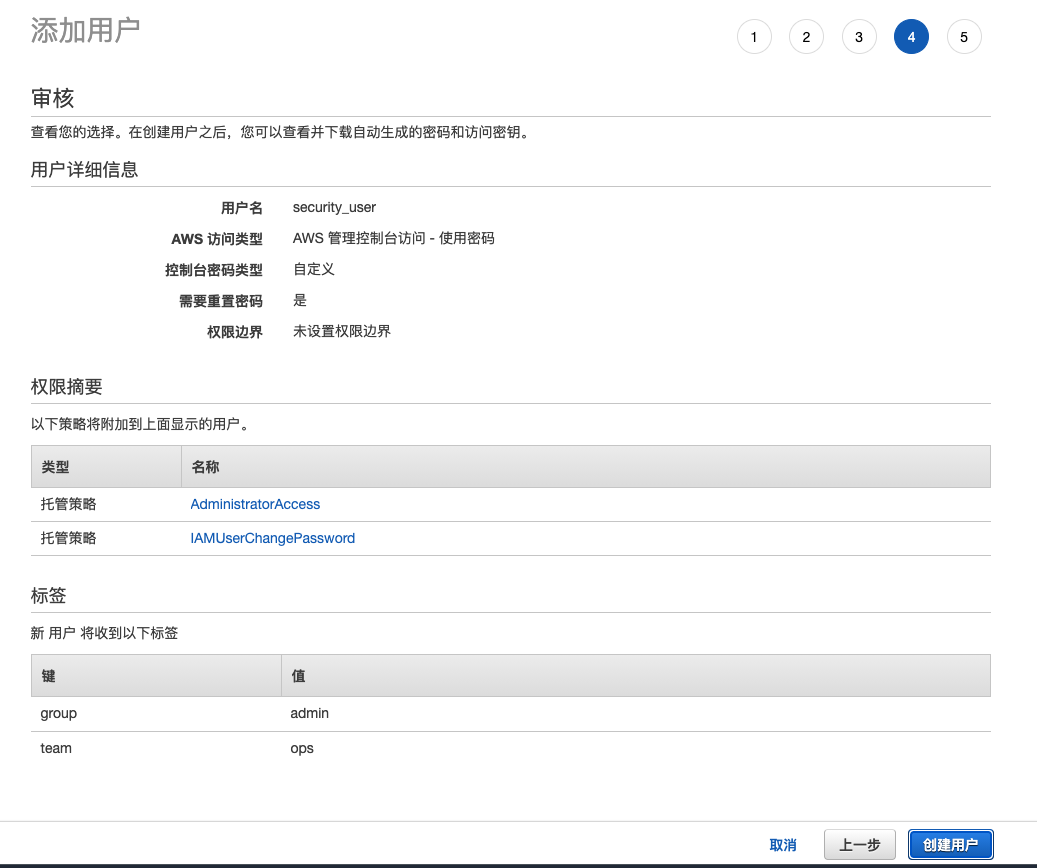 添加用户
1 2 3 4 5
审核
查看您的选择。在创建用户之后，您可以查看并下载自动生成的密码和访问密钥。
用户详细信息
用户名 security_user
AWS 访问类型 AWS 管理控制台访问 - 使用密码
控制台密码类型 自定义
需要重置密码 是
权限边界 未设置权限边界
权限摘要
以下策略将附加到上面显示的用户。
类型 名称
托管策略 AdministratorAccess
托管策略 IAMUserChangePassword
标签
新 用户 将收到以下标签
键 值
group admin
team ops
取消 上一步 创建用户